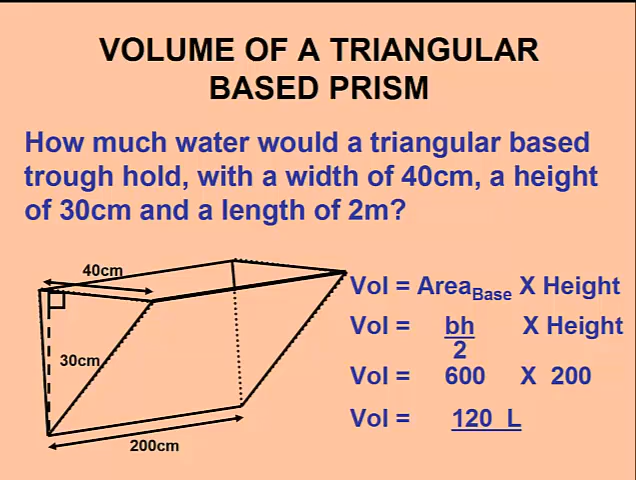 VOLUME OF A TRIANGULAR
BASED PRISM
How much water would a triangular based
trough hold, with a width of 40cm, a height
of 30cm and a length of 2m?
40cm
30cm
200cm
Vol = AreaBase X Height
Vol = bh X Height
2
Vol = 600 X 200
Vol = 120 L